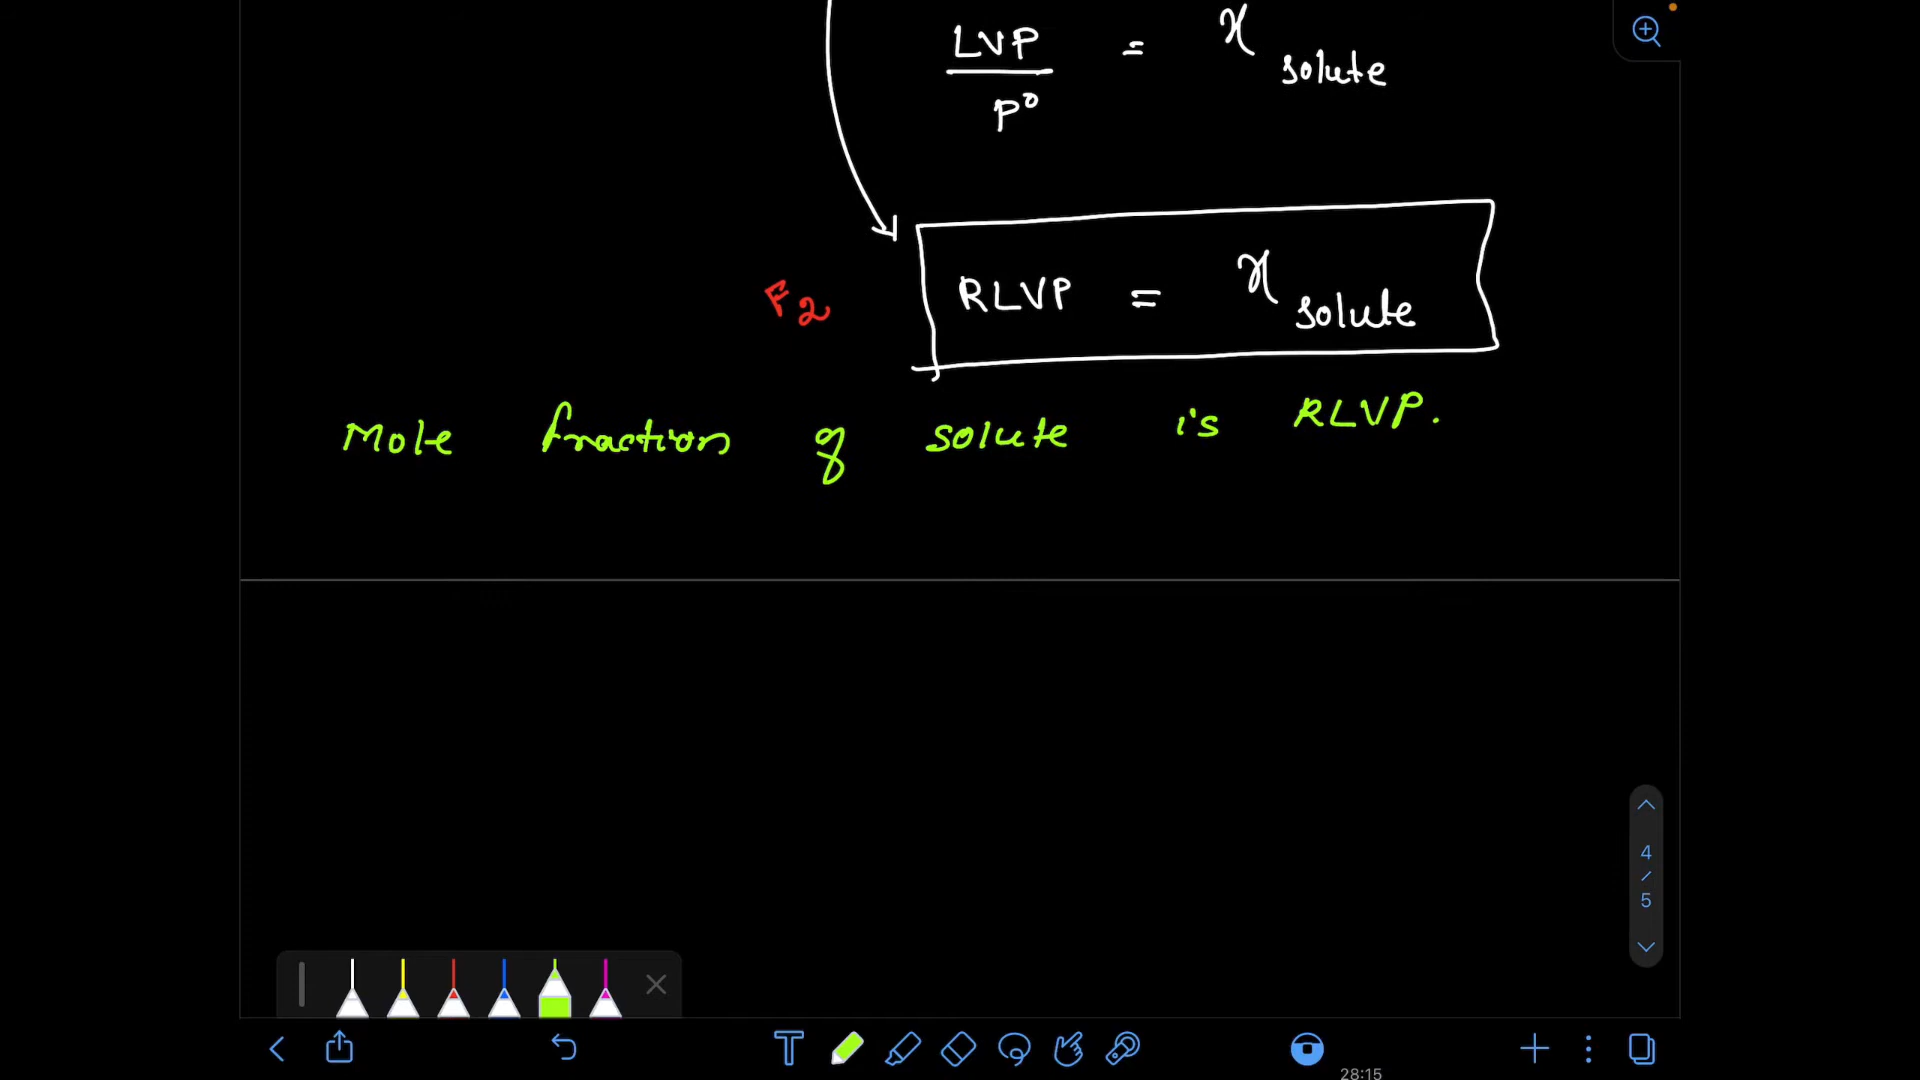 LVP = x solute
P°
F2 RLVP = x solute
Mole fraction of solute is RLVP.
4
/
5
T
28:15